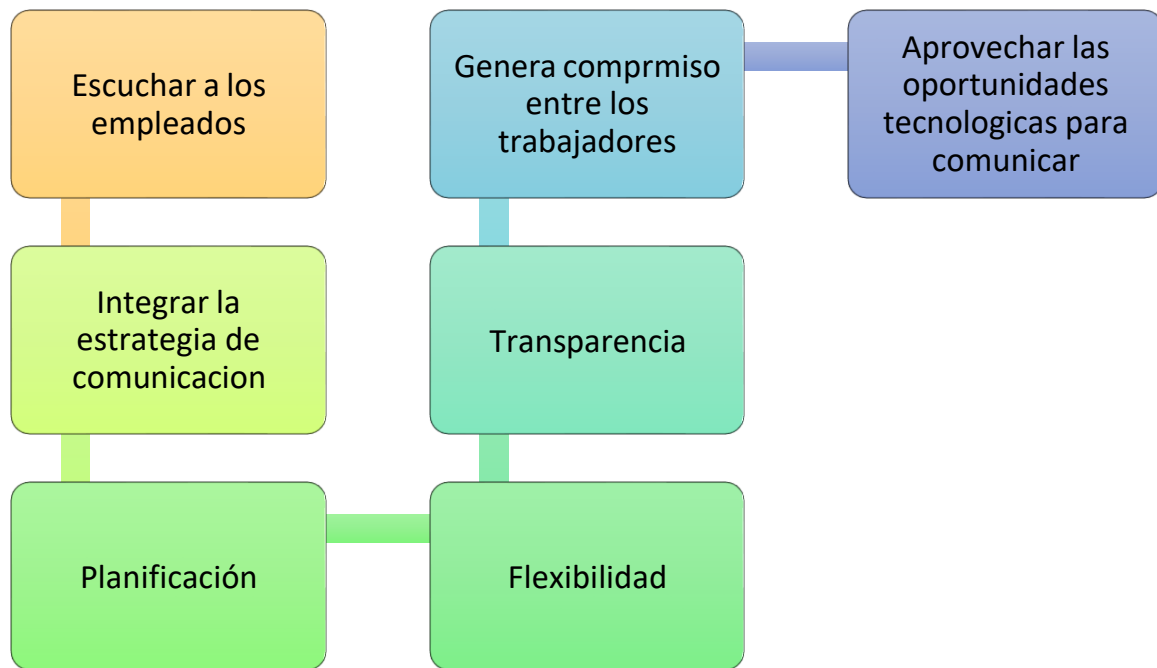 Escuchar a los
empleados
Integrar la
estrategia de
comunicacion
Planificación
Flexibilidad
Transparencia
Genera comprmiso
entre los
trabajadores
Aprovechar las
oportunidades
tecnologicas para
comunicar